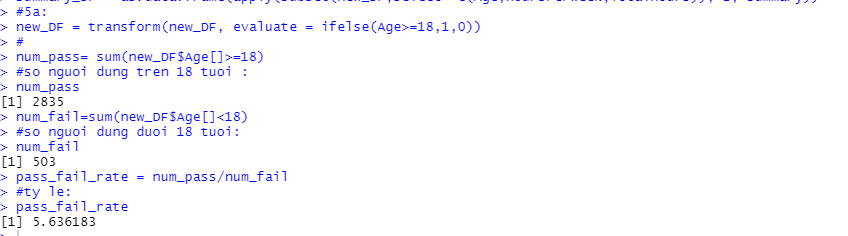 > #5a:
> new_DF = transform(new_DF, evaluate = ifelse(Age>=18,1,0))
> #
> num_pass= sum(new_DF$Age[]>=18)
> #so nguoi dung tren 18 tuoi :
> num_pass
[1] 2835
> num_fail=sum(new_DF$Age[]<18)
> #so nguoi dung duoi 18 tuoi:
> num_fail
[1] 503
> pass_fail_rate = num_pass/num_fail
> #ty le:
> pass_fail_rate
[1] 5.636183
>